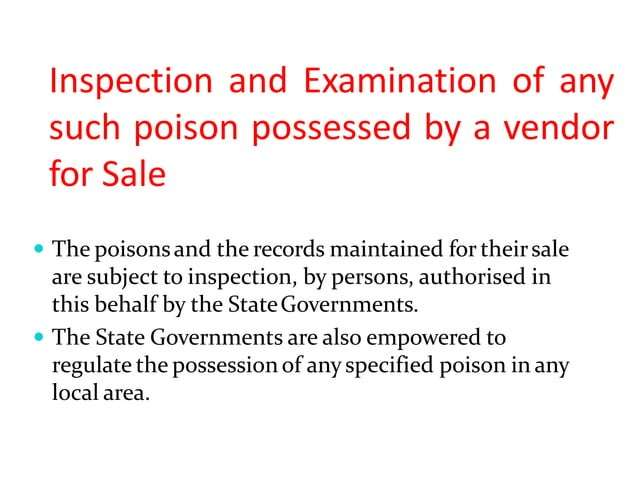 Inspection and Examination of any
such poison possessed by a vendor
for Sale
• The poisons and the records maintained for their sale
are subject to inspection, by persons, authorised in
this behalf by the State Governments.
• The State Governments are also empowered to
regulate the possession of any specified poison in any
local area.